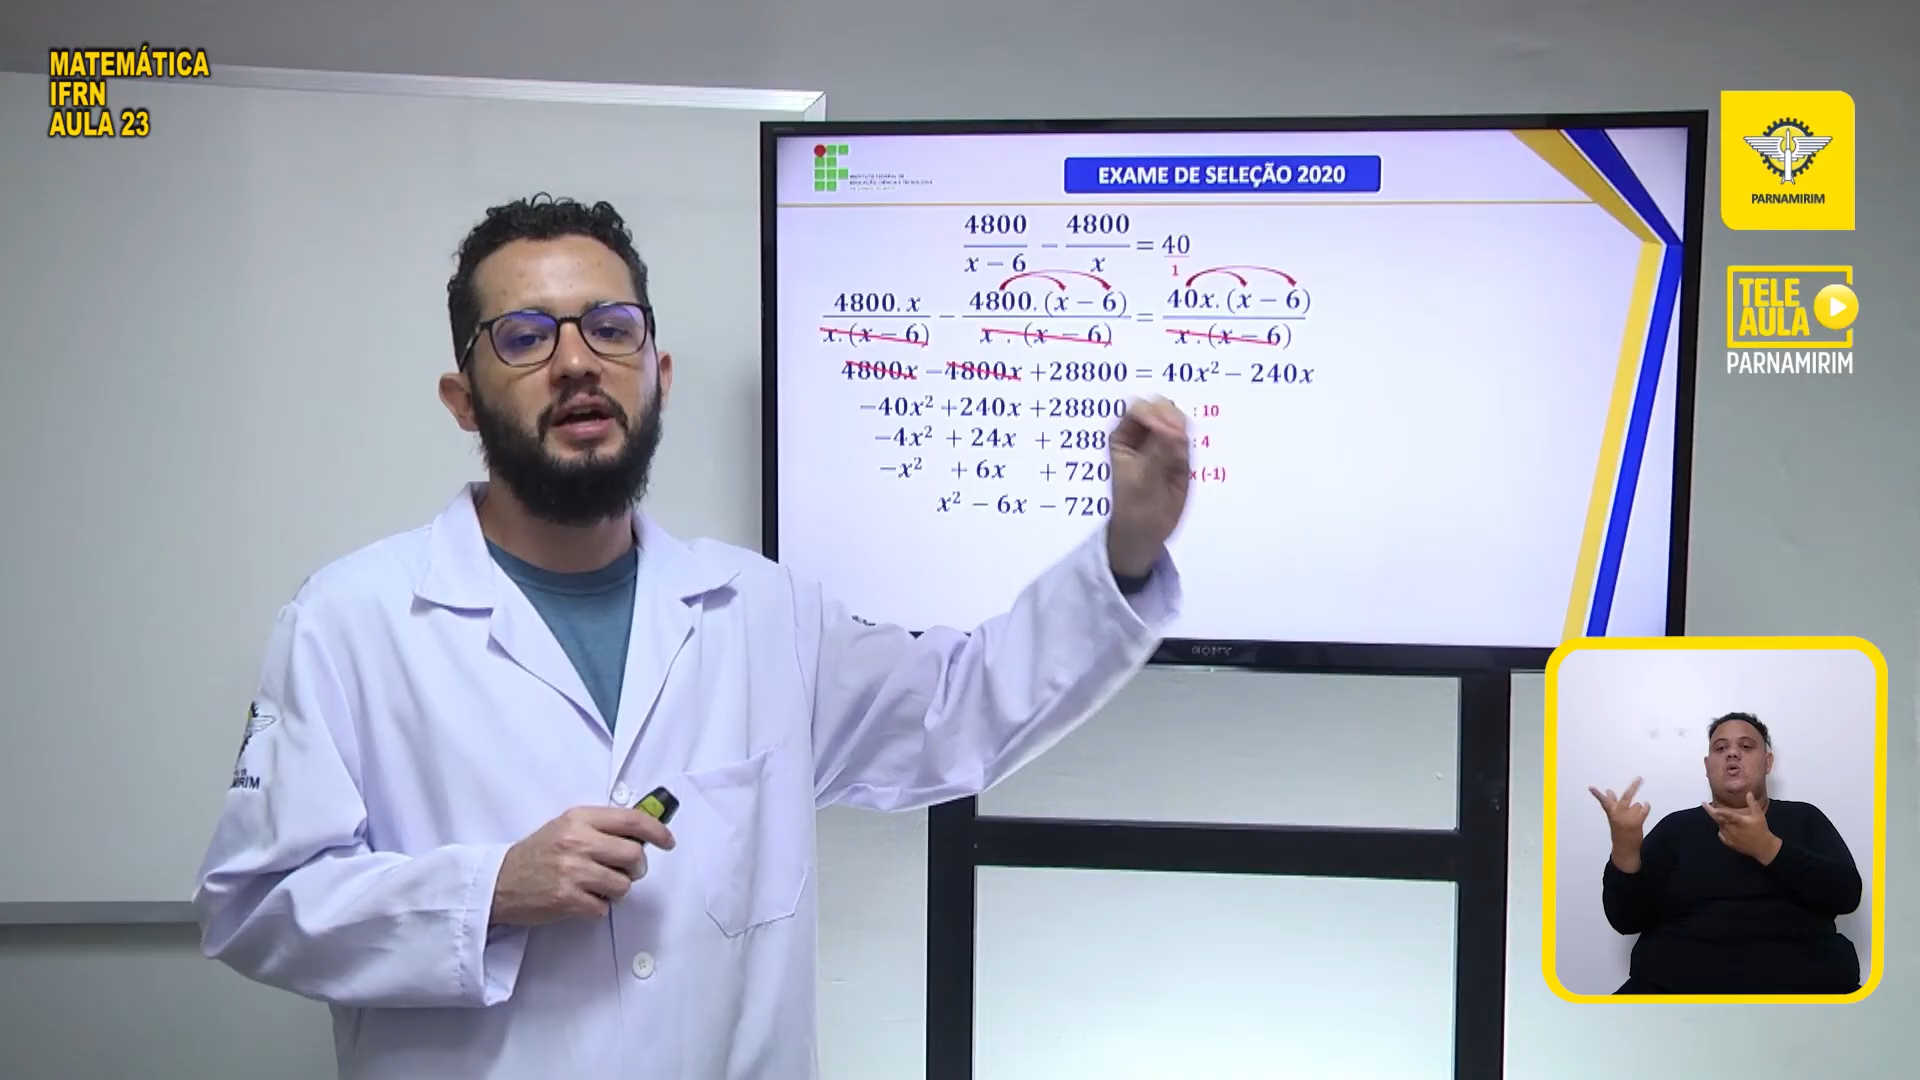 MATEMÁTICA
IFRN
AULA 23
EXAME DE SELEÇÃO 2020
4800/(x − 6) − 4800/x = 40/1
4800.x/(x.(x − 6)) − 4800.(x − 6)/(x.(x − 6)) = 40x.(x − 6)/(x.(x − 6))
4800x − 4800x + 28800 = 40x² − 240x
−40x² + 240x + 28800 : 10
−4x² + 24x + 288 : 4
−x² + 6x + 720 x (-1)
x² − 6x − 720
SONY
PARNAMIRIM
TELE
AULA
PARNAMIRIM